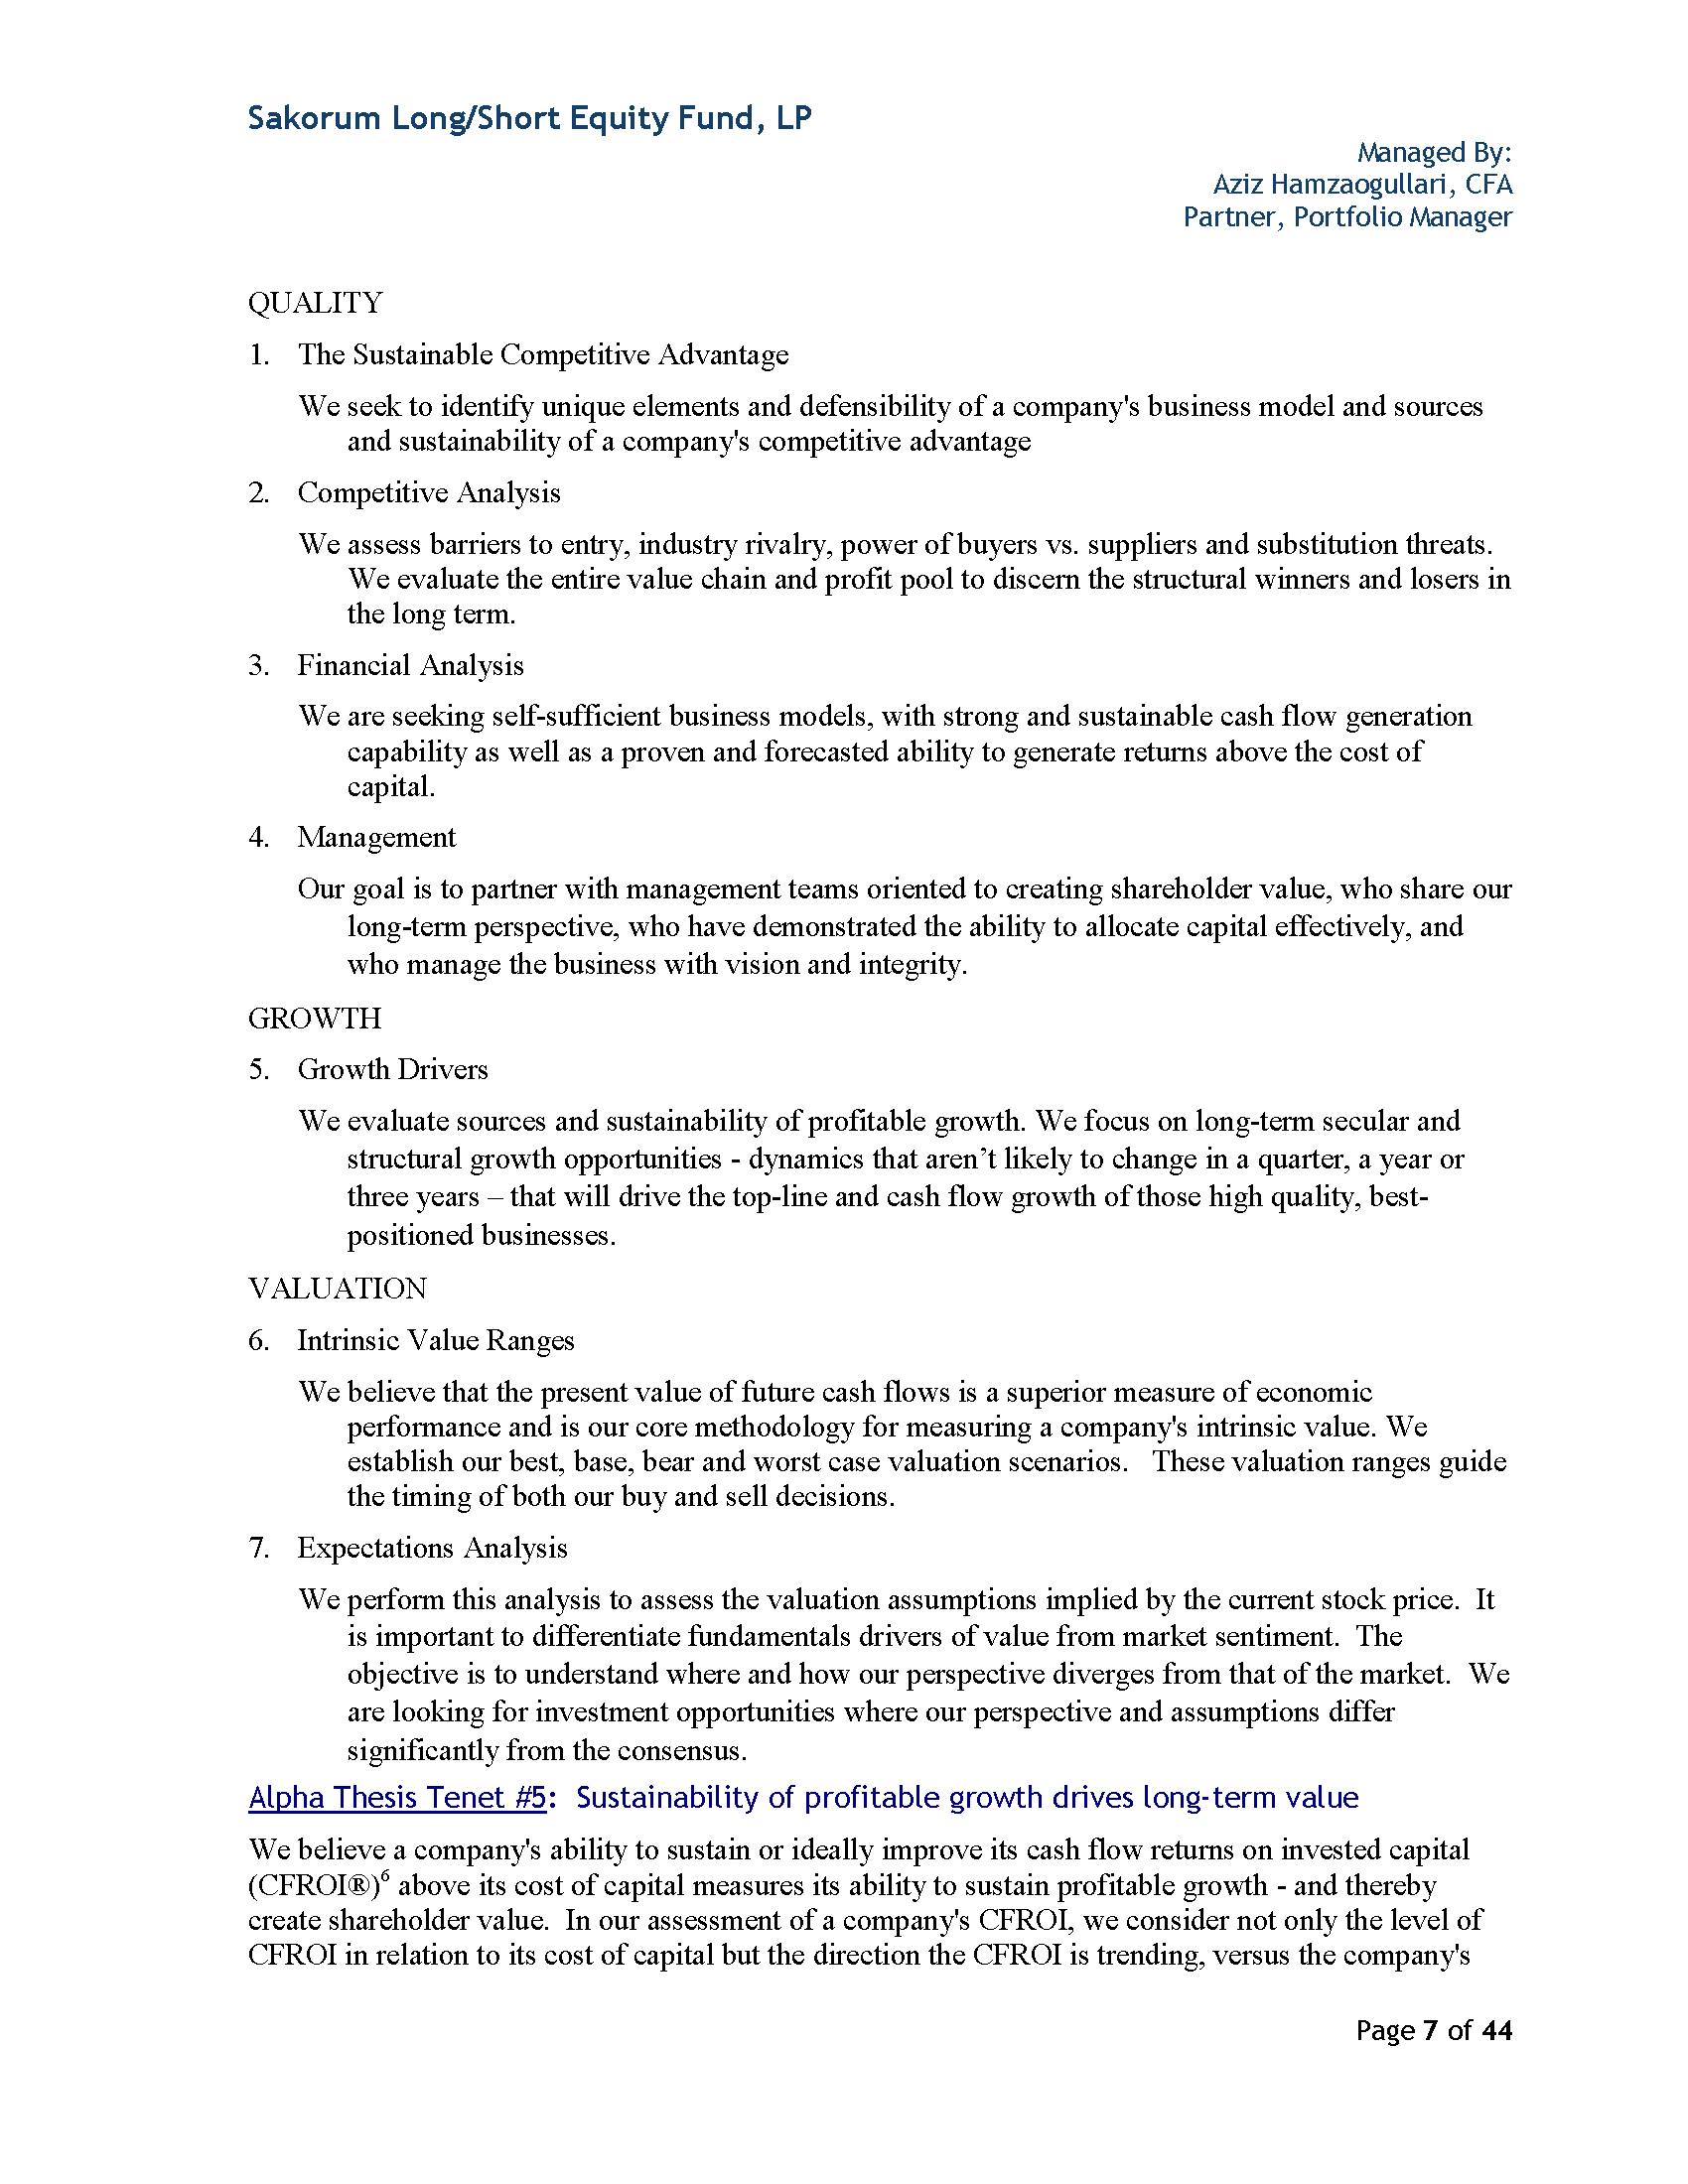 Sakorum Long/Short Equity Fund, LP
Managed By:
Aziz Hamzaogullari, CFA
Partner, Portfolio Manager
QUALITY
1. The Sustainable Competitive Advantage
We seek to identify unique elements and defensibility of a company's business model and sources
and sustainability of a company's competitive advantage
2. Competitive Analysis
We assess barriers to entry, industry rivalry, power of buyers vs. suppliers and substitution threats.
We evaluate the entire value chain and profit pool to discern the structural winners and losers in
the long term.
3. Financial Analysis
We are seeking self-sufficient business models, with strong and sustainable cash flow generation
capability as well as a proven and forecasted ability to generate returns above the cost of
capital.
4. Management
Our goal is to partner with management teams oriented to creating shareholder value, who share our
long-term perspective, who have demonstrated the ability to allocate capital effectively, and
who manage the business with vision and integrity.
GROWTH
5. Growth Drivers
We evaluate sources and sustainability of profitable growth. We focus on long-term secular and
structural growth opportunities - dynamics that aren’t likely to change in a quarter, a year or
three years – that will drive the top-line and cash flow growth of those high quality, best-
positioned businesses.
VALUATION
6. Intrinsic Value Ranges
We believe that the present value of future cash flows is a superior measure of economic
performance and is our core methodology for measuring a company's intrinsic value. We
establish our best, base, bear and worst case valuation scenarios.   These valuation ranges guide
the timing of both our buy and sell decisions.
7. Expectations Analysis
We perform this analysis to assess the valuation assumptions implied by the current stock price.  It
is important to differentiate fundamentals drivers of value from market sentiment.  The
objective is to understand where and how our perspective diverges from that of the market.  We
are looking for investment opportunities where our perspective and assumptions differ
significantly from the consensus.
Alpha Thesis Tenet #5:  Sustainability of profitable growth drives long-term value
We believe a company's ability to sustain or ideally improve its cash flow returns on invested capital
(CFROI®)⁶ above its cost of capital measures its ability to sustain profitable growth - and thereby
create shareholder value.  In our assessment of a company's CFROI, we consider not only the level of
CFROI in relation to its cost of capital but the direction the CFROI is trending, versus the company's
Page 7 of 44